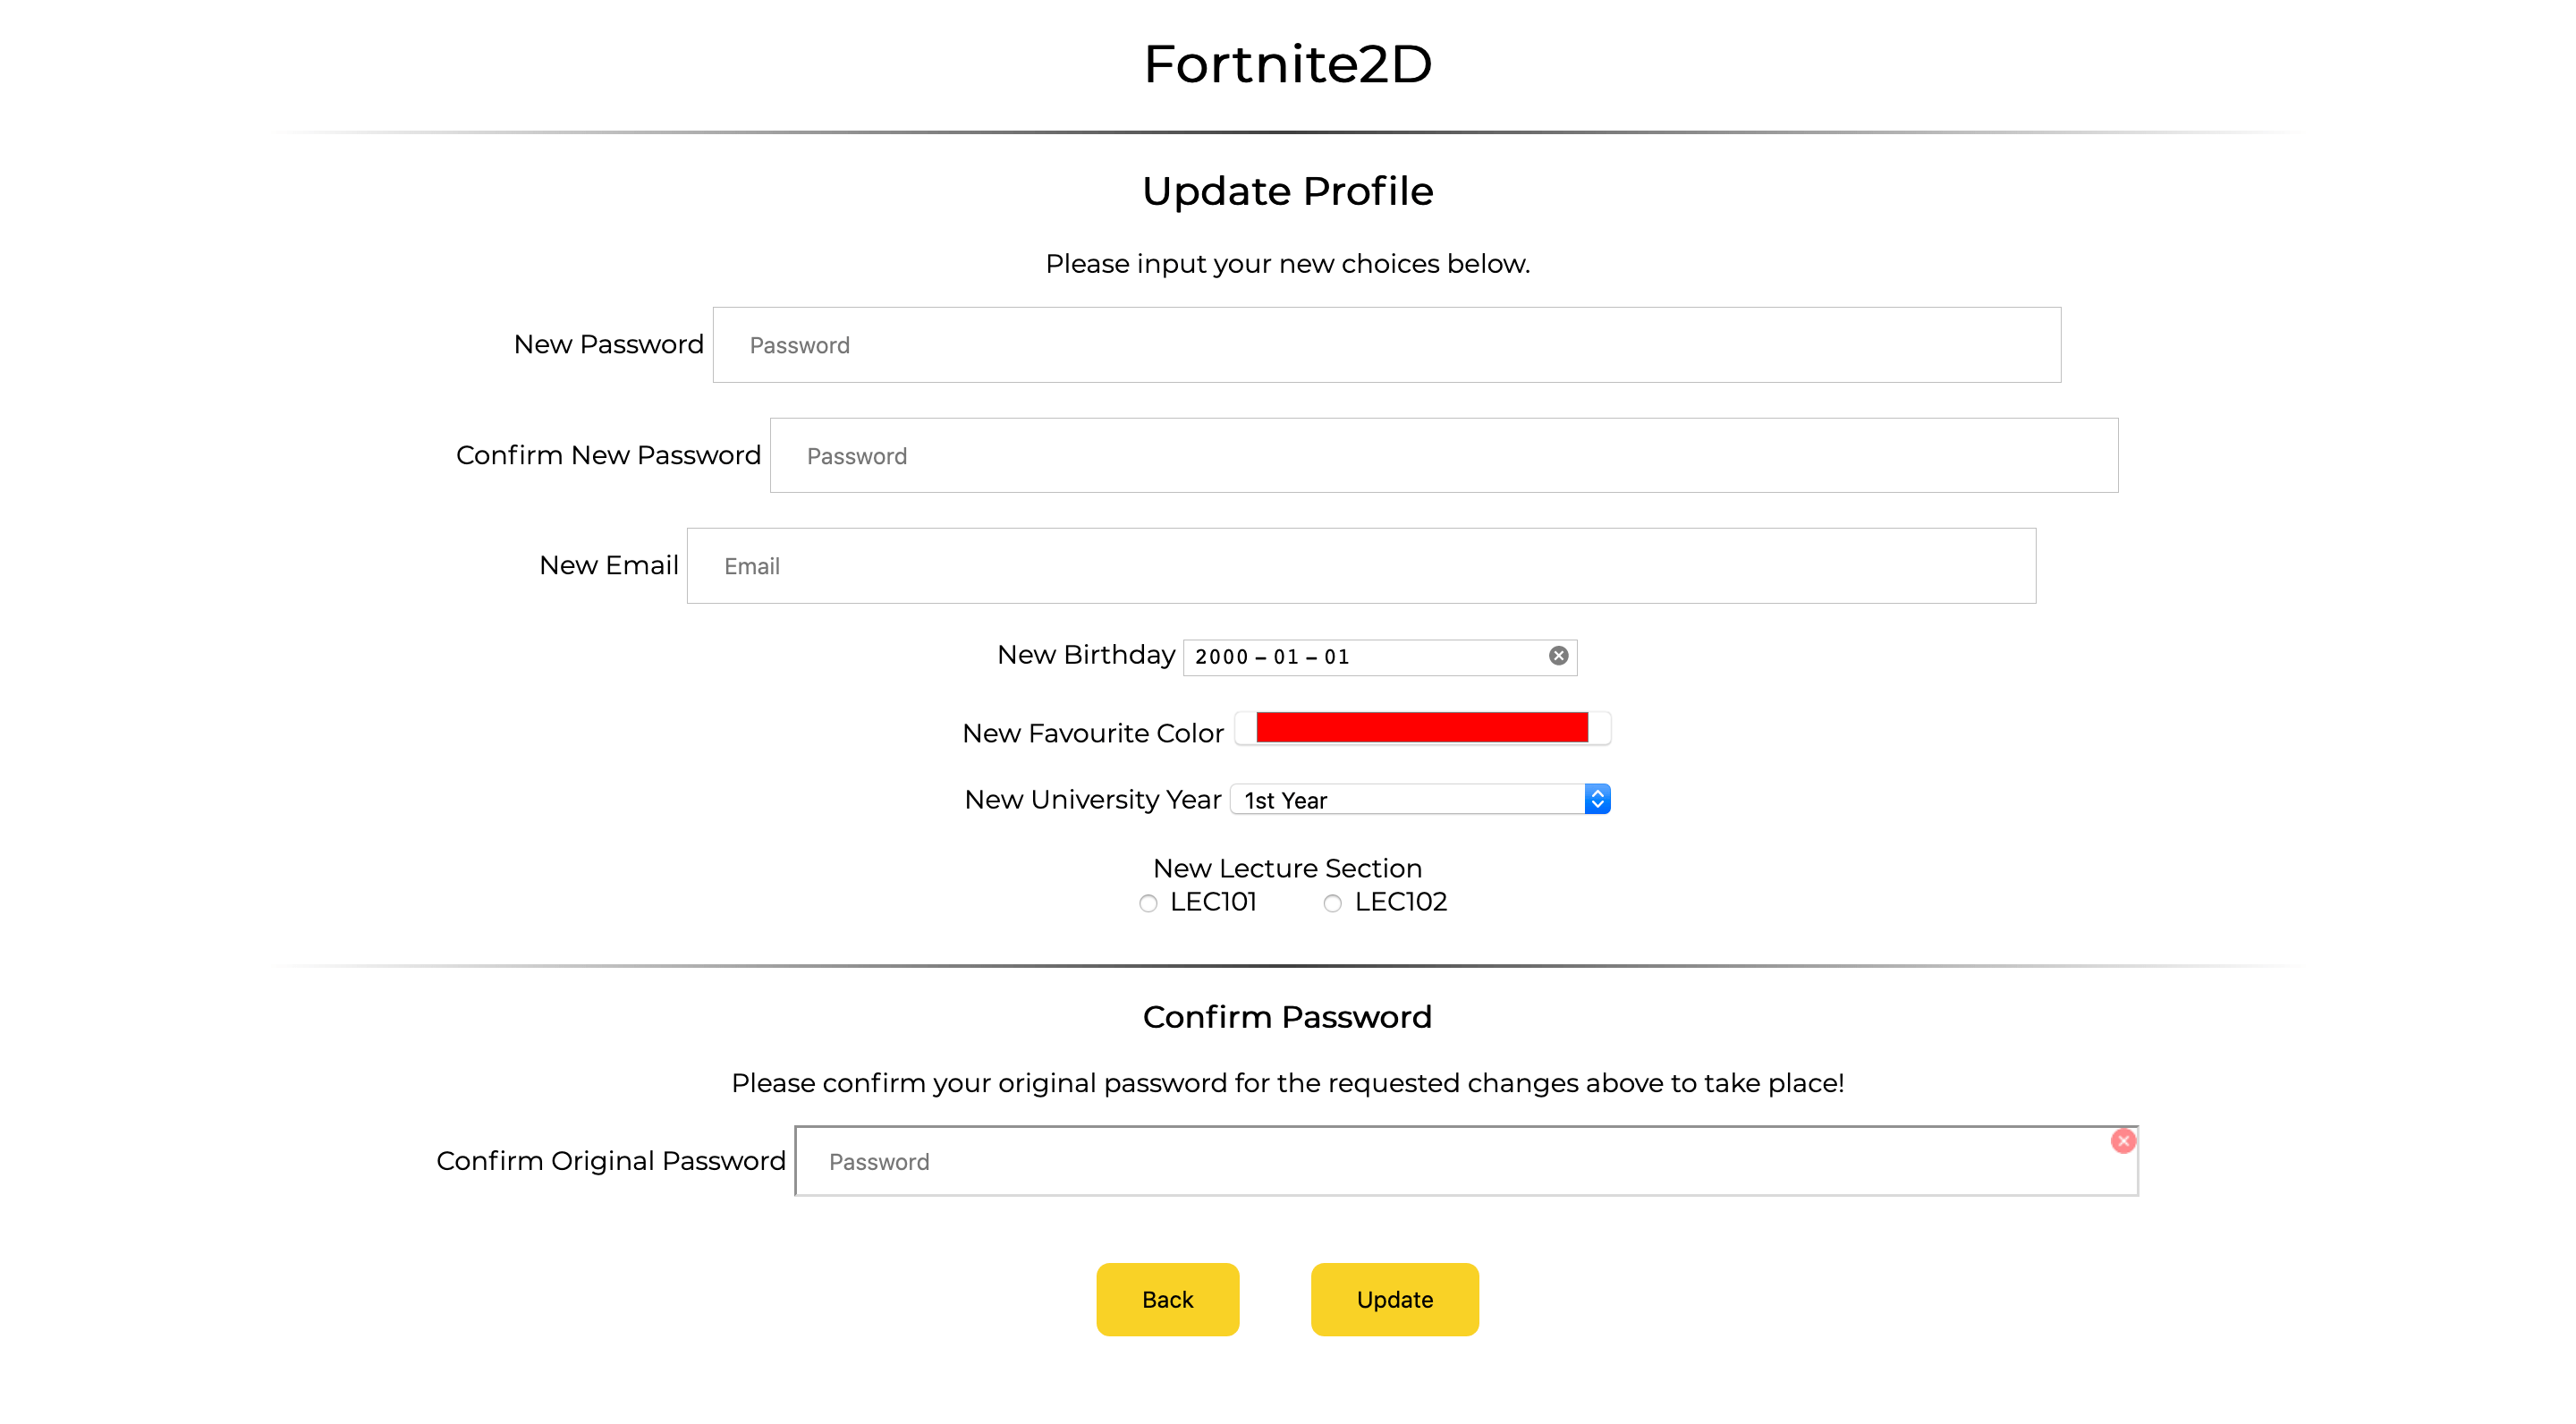 Fortnite2D
Update Profile
Please input your new choices below.
New Password Password
Confirm New Password Password
New Email Email
New Birthday 2000 – 01 – 01
New Favourite Color
New University Year 1st Year
New Lecture Section
LEC101 LEC102
Confirm Password
Please confirm your original password for the requested changes above to take place!
Confirm Original Password Password
Back Update